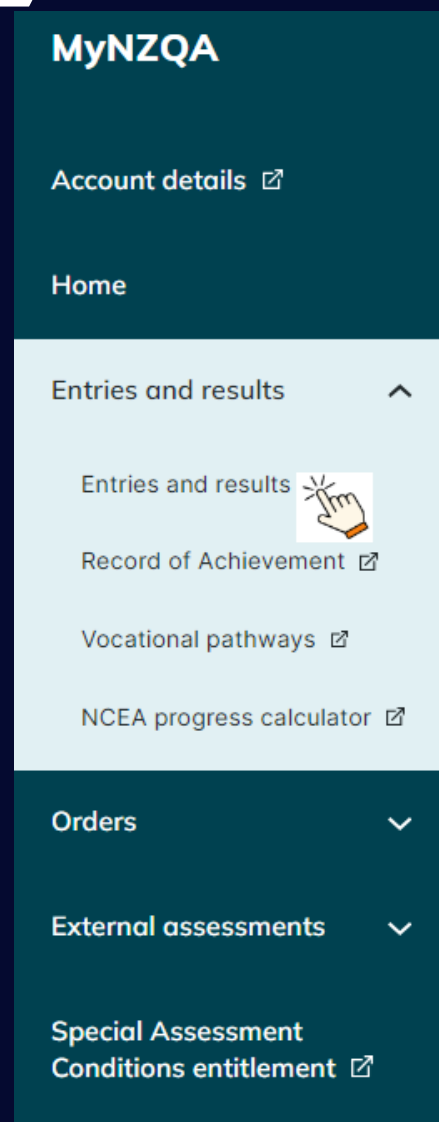 MyNZQA
Account details
Home
Entries and results
Entries and results
Record of Achievement
Vocational pathways
NCEA progress calculator
Orders
External assessments
Special Assessment
Conditions entitlement